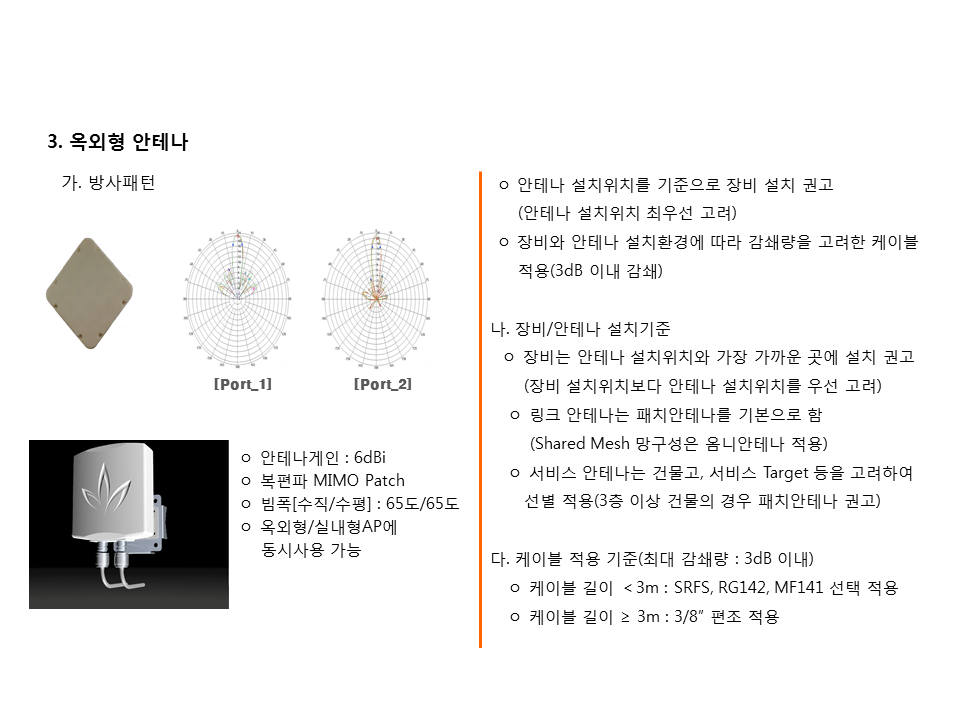 3. 옥외형 안테나
가. 방사패턴
[Port_1]
[Port_2]
ㅇ 안테나게인 : 6dBi
ㅇ 복편파 MIMO Patch
ㅇ 빔폭[수직/수평] : 65도/65도
ㅇ 옥외형/실내형AP에
동시사용 가능
ㅇ 안테나 설치위치를 기준으로 장비 설치 권고
(안테나 설치위치 최우선 고려)
ㅇ 장비와 안테나 설치환경에 따라 감쇄량을 고려한 케이블
적용(3dB 이내 감쇄)
나. 장비/안테나 설치기준
ㅇ 장비는 안테나 설치위치와 가장 가까운 곳에 설치 권고
(장비 설치위치보다 안테나 설치위치를 우선 고려)
ㅇ 링크 안테나는 패치안테나를 기본으로 함
(Shared Mesh 망구성은 옴니안테나 적용)
ㅇ 서비스 안테나는 건물고, 서비스 Target 등을 고려하여
선별 적용(3층 이상 건물의 경우 패치안테나 권고)
다. 케이블 적용 기준(최대 감쇄량 : 3dB 이내)
ㅇ 케이블 길이 ＜3m : SRFS, RG142, MF141 선택 적용
ㅇ 케이블 길이 ≥ 3m : 3/8” 편조 적용